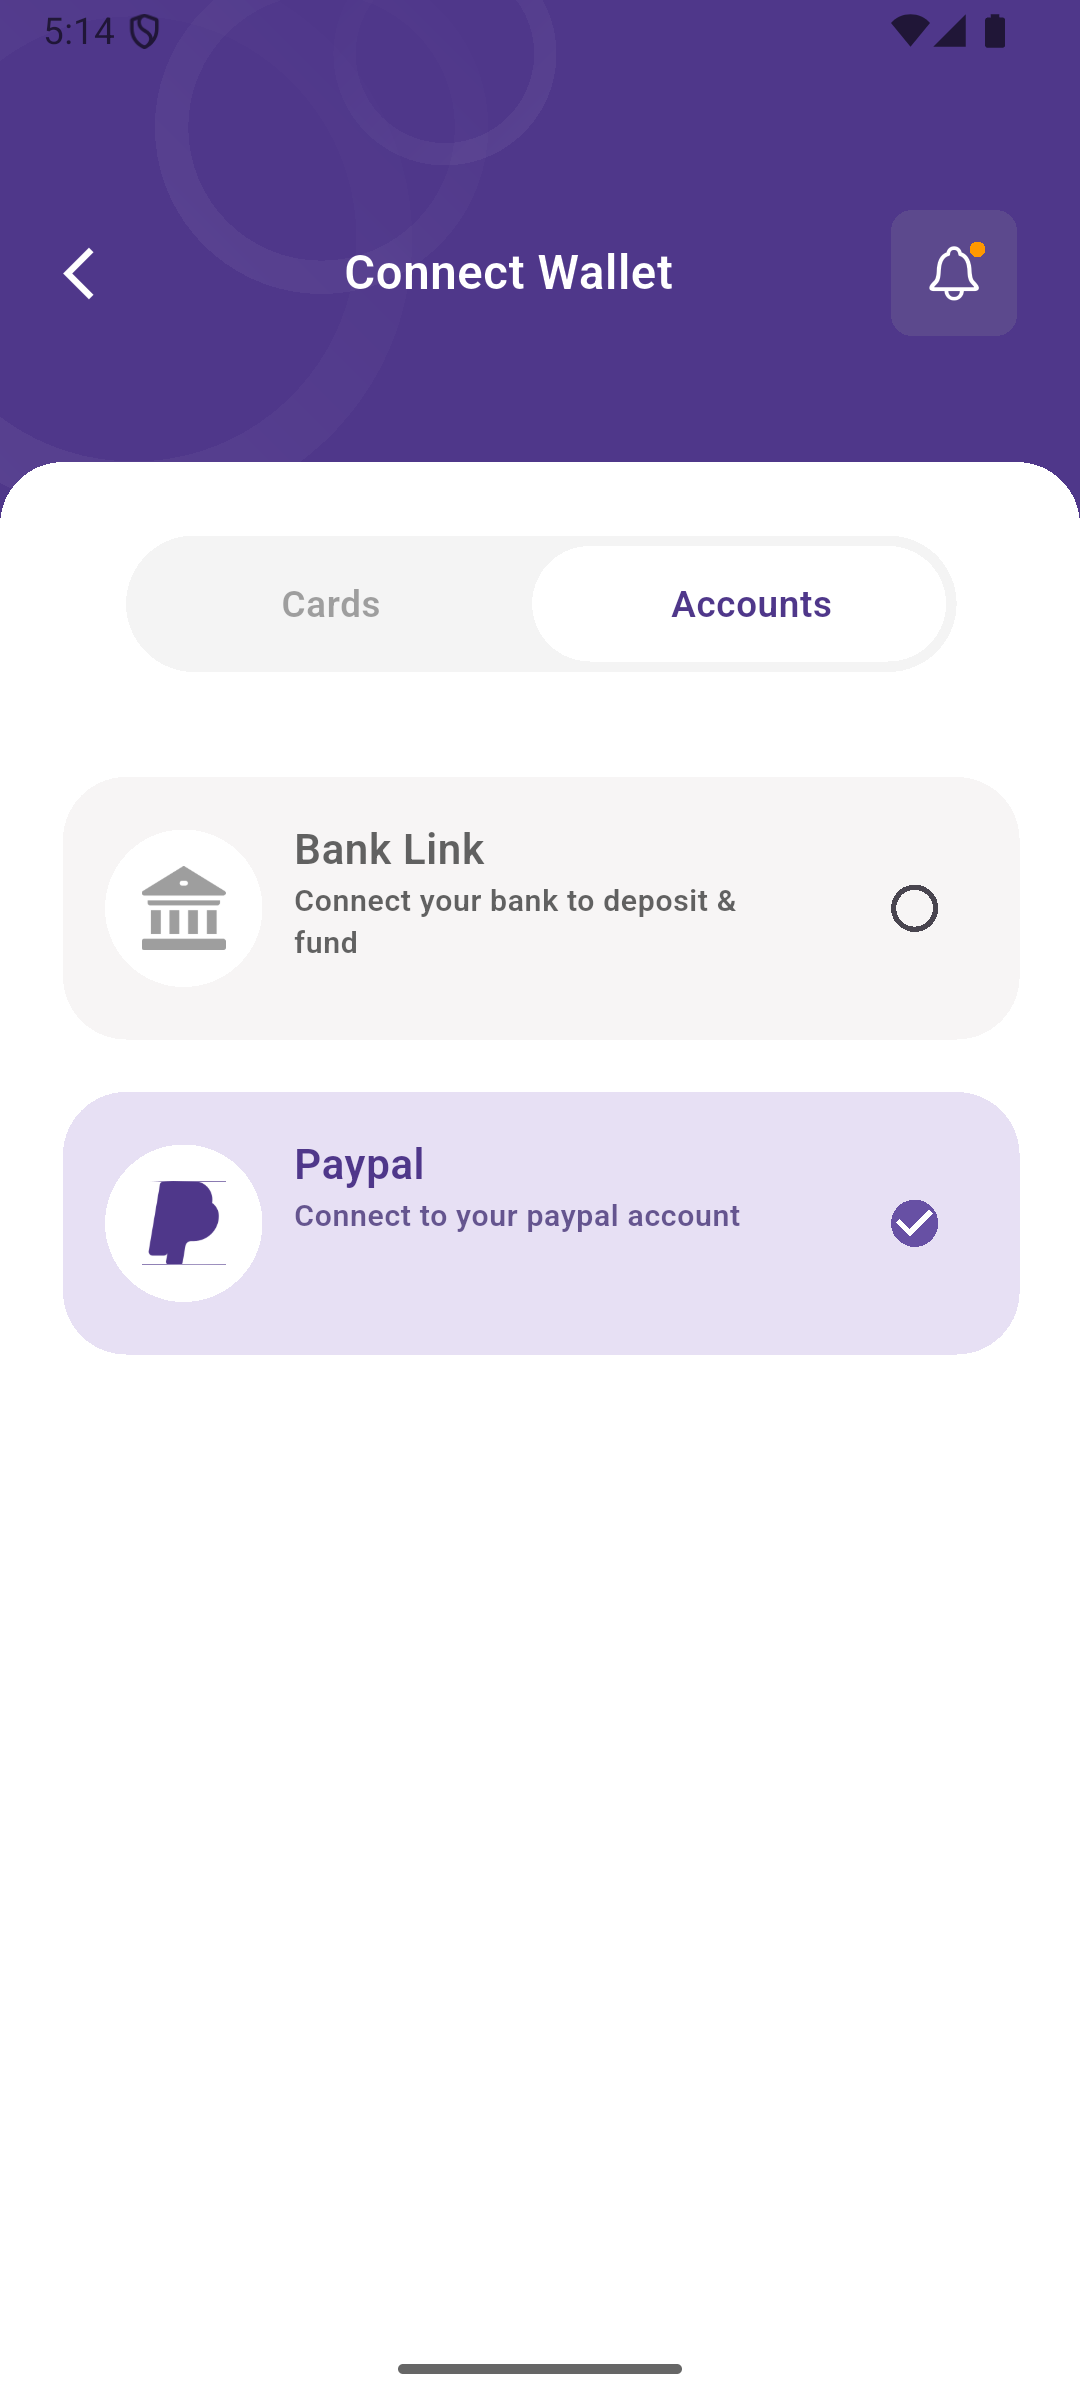 5:14
Connect Wallet
Cards
Accounts
Bank Link
Connect your bank to deposit &
fund
Paypal
Connect to your paypal account